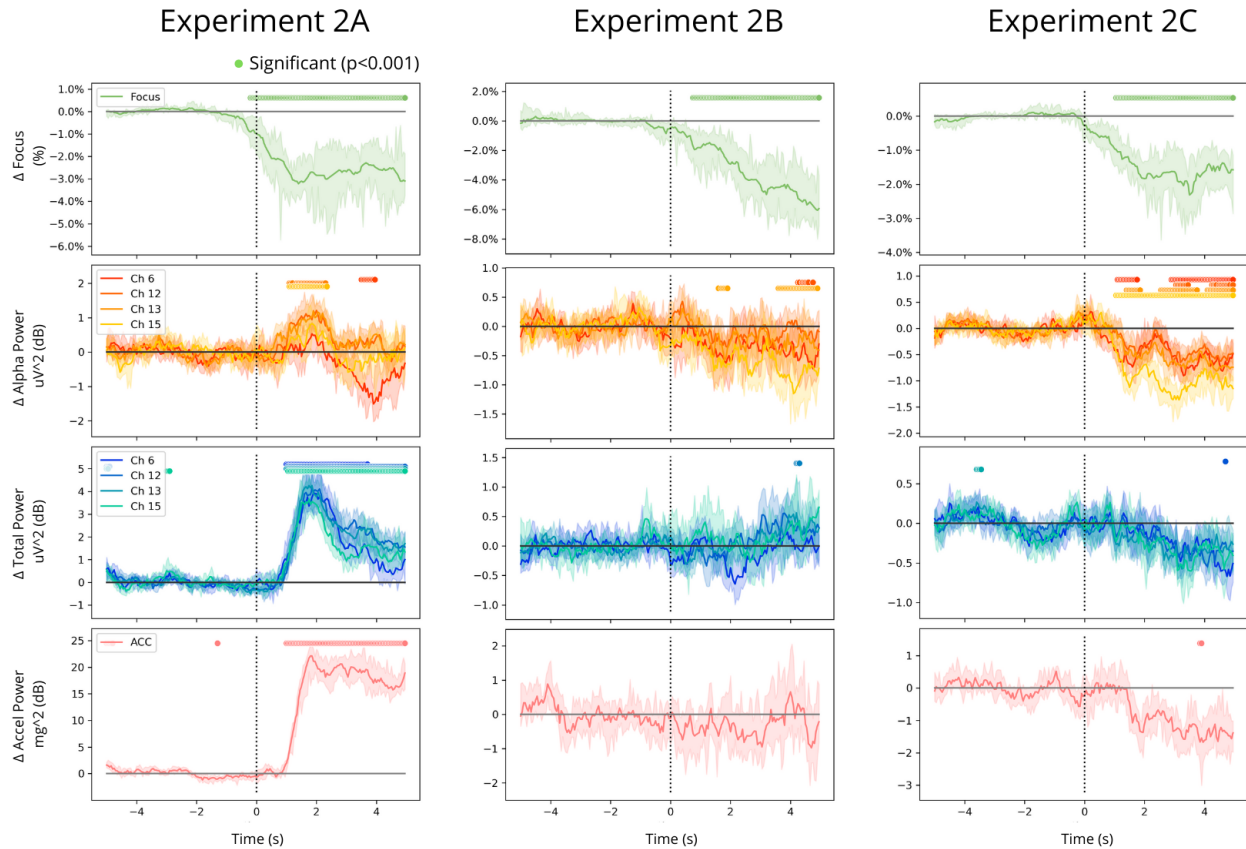 Experiment 2A
Experiment 2B
Experiment 2C
Significant (p<0.001)
Δ Focus
(%)
1.0%
0.0%
−1.0%
−2.0%
−3.0%
−4.0%
−5.0%
−6.0%
Focus
2.0%
0.0%
−2.0%
−4.0%
−6.0%
−8.0%
0.0%
−1.0%
−2.0%
−3.0%
−4.0%
Δ Alpha Power
uV^2 (dB)
2
1
0
−1
−2
Ch 6
Ch 12
Ch 13
Ch 15
1.0
0.5
0.0
−0.5
−1.0
−1.5
1.0
0.5
0.0
−0.5
−1.0
−1.5
−2.0
Δ Total Power
uV^2 (dB)
5
4
3
2
1
0
−1
Ch 6
Ch 12
Ch 13
Ch 15
1.5
1.0
0.5
0.0
−0.5
−1.0
0.5
0.0
−0.5
−1.0
Δ Accel Power
mg^2 (dB)
25
20
15
10
5
0
ACC
2
1
0
−1
−2
1
0
−1
−2
−3
−4 −2 0 2 4
−4 −2 0 2 4
−4 −2 0 2 4
Time (s)
Time (s)
Time (s)